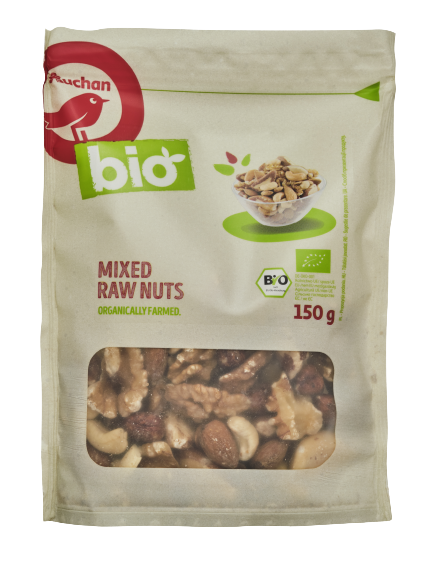 Auchan
bio
MIXED
RAW NUTS
ORGANICALLY FARMED.
BIO
150 g